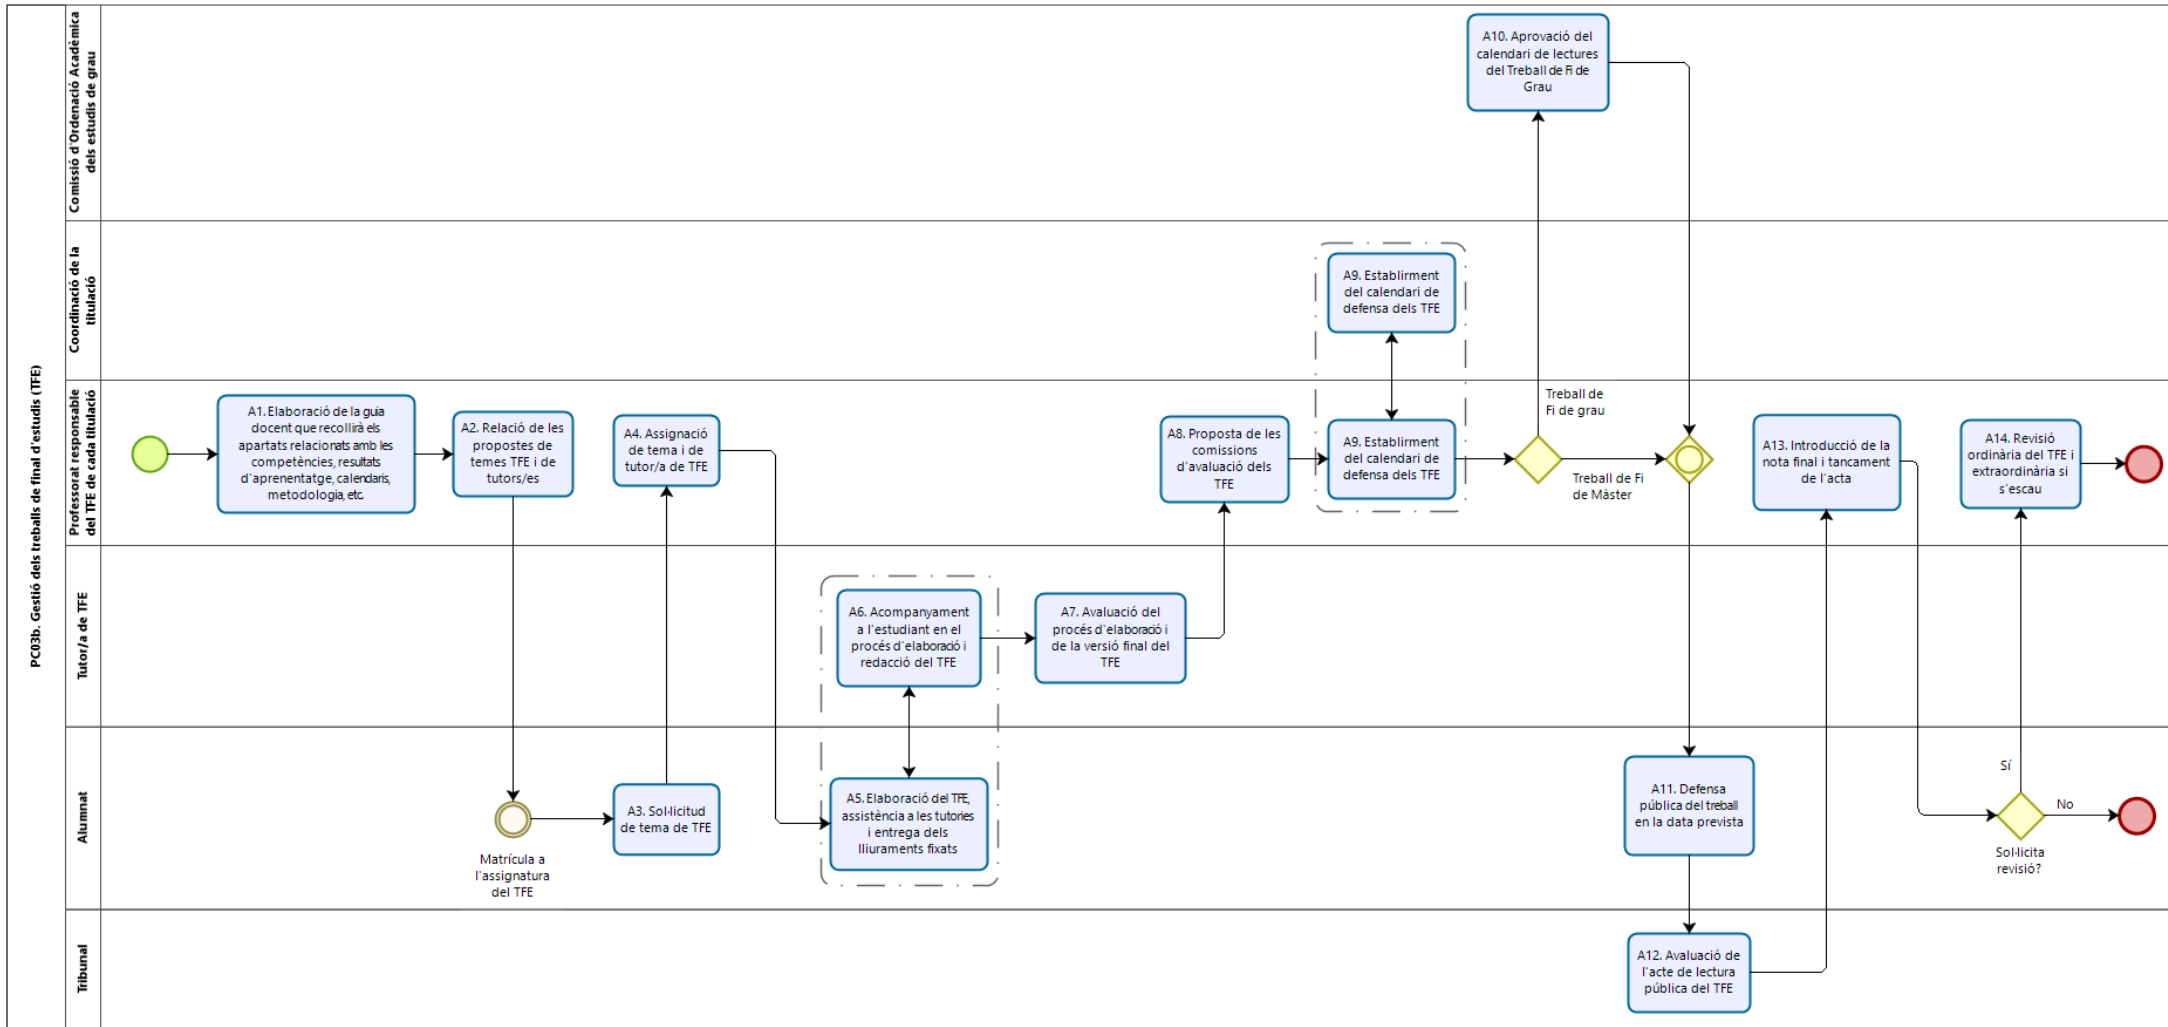 PC03b. Gestió dels treballs de final d'estudis (TFE)
Comissió d'Ordenació Acadèmica
dels estudis de grau
A10. Aprovació del
calendari de lectures
del Treball de Fi de
Grau
Coordinació de la
titulació
A9. Establirment
del calendari de
defensa dels TFE
Professorat responsable
del TFE de cada titulació
A1. Elaboració de la guia
docent que recollirà els
apartats relacionats amb les
competències, resultats
d'aprenentatge, calendaris,
metodologia, etc.
A2. Relació de les
propostes de
temes TFE i de
tutors/es
A4. Assignació
de tema i de
tutor/a de TFE
A8. Proposta de les
comissions
d'avaluació dels
TFE
A9. Establirment
del calendari de
defensa dels TFE
Treball de
Fi de grau
Treball de Fi
de Màster
A13. Introducció de la
nota final i tancament
de l'acta
A14. Revisió
ordinària del TFE i
extraordinària si
s'escau
Tutor/a de TFE
A6. Acompanyament
a l'estudiant en el
procés d'elaboració i
redacció del TFE
A7. Avaluació del
procés d'elaboració i
de la versió final del
TFE
Alumnat
Matrícula a
l'assignatura
del TFE
A3. Sol·licitud
de tema de TFE
A5. Elaboració del TFE,
assistència a les tutories
i entrega dels
lliuraments fixats
A11. Defensa
pública del treball
en la data prevista
Sí
No
Sol·licita
revisió?
Tribunal
A12. Avaluació de
l'acte de lectura
pública del TFE